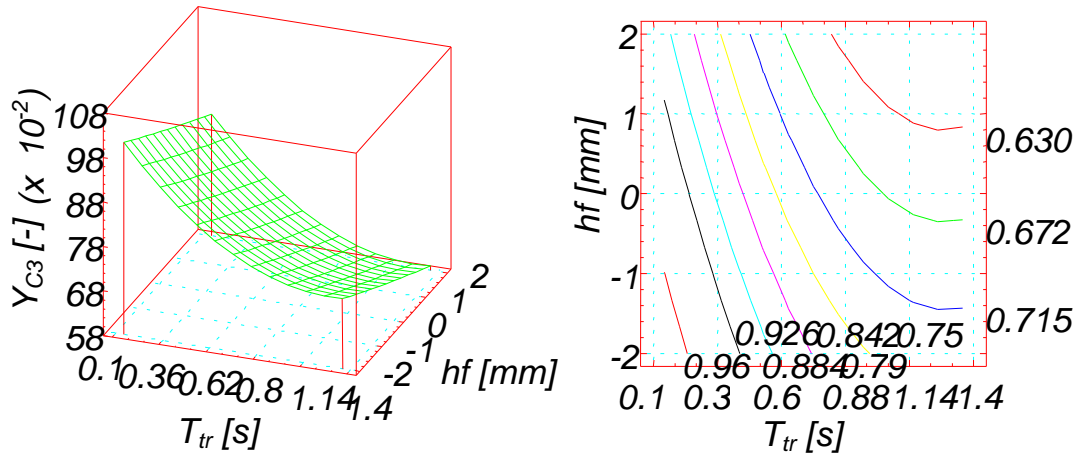 108
98
88
78
68
58
Y_C3 [-] (x 10^-2)
0.1 0.36 0.62 0.8 1.14 1.4
T_tr [s]
2
1
0
-1
-2
hf [mm]
2
1
0
-1
-2
hf [mm]
0.630
0.672
0.715
0.926 0.842 0.75
0.96 0.884 0.79
0.1 0.3 0.6 0.88 1.14 1.4
T_tr [s]